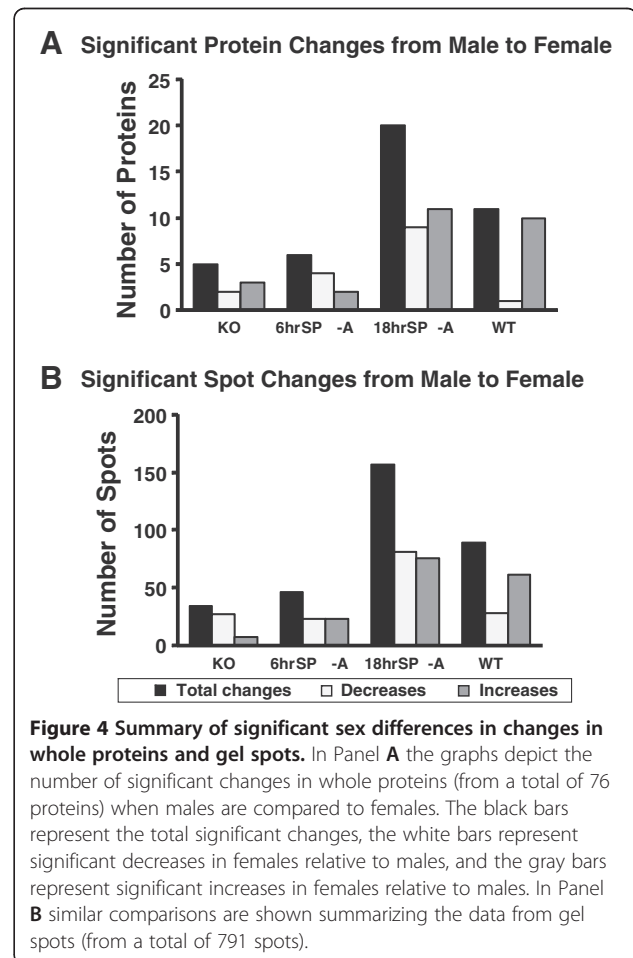 A Significant Protein Changes from Male to Female
Number of Proteins
25
20
15
10
5
0
KO 6hrSP -A 18hrSP -A WT
B Significant Spot Changes from Male to Female
Number of Spots
200
150
100
50
0
KO 6hrSP -A 18hrSP -A WT
Total changes Decreases Increases
Figure 4 Summary of significant sex differences in changes in
whole proteins and gel spots. In Panel A the graphs depict the
number of significant changes in whole proteins (from a total of 76
proteins) when males are compared to females. The black bars
represent the total significant changes, the white bars represent
significant decreases in females relative to males, and the gray bars
represent significant increases in females relative to males. In Panel
B similar comparisons are shown summarizing the data from gel
spots (from a total of 791 spots).